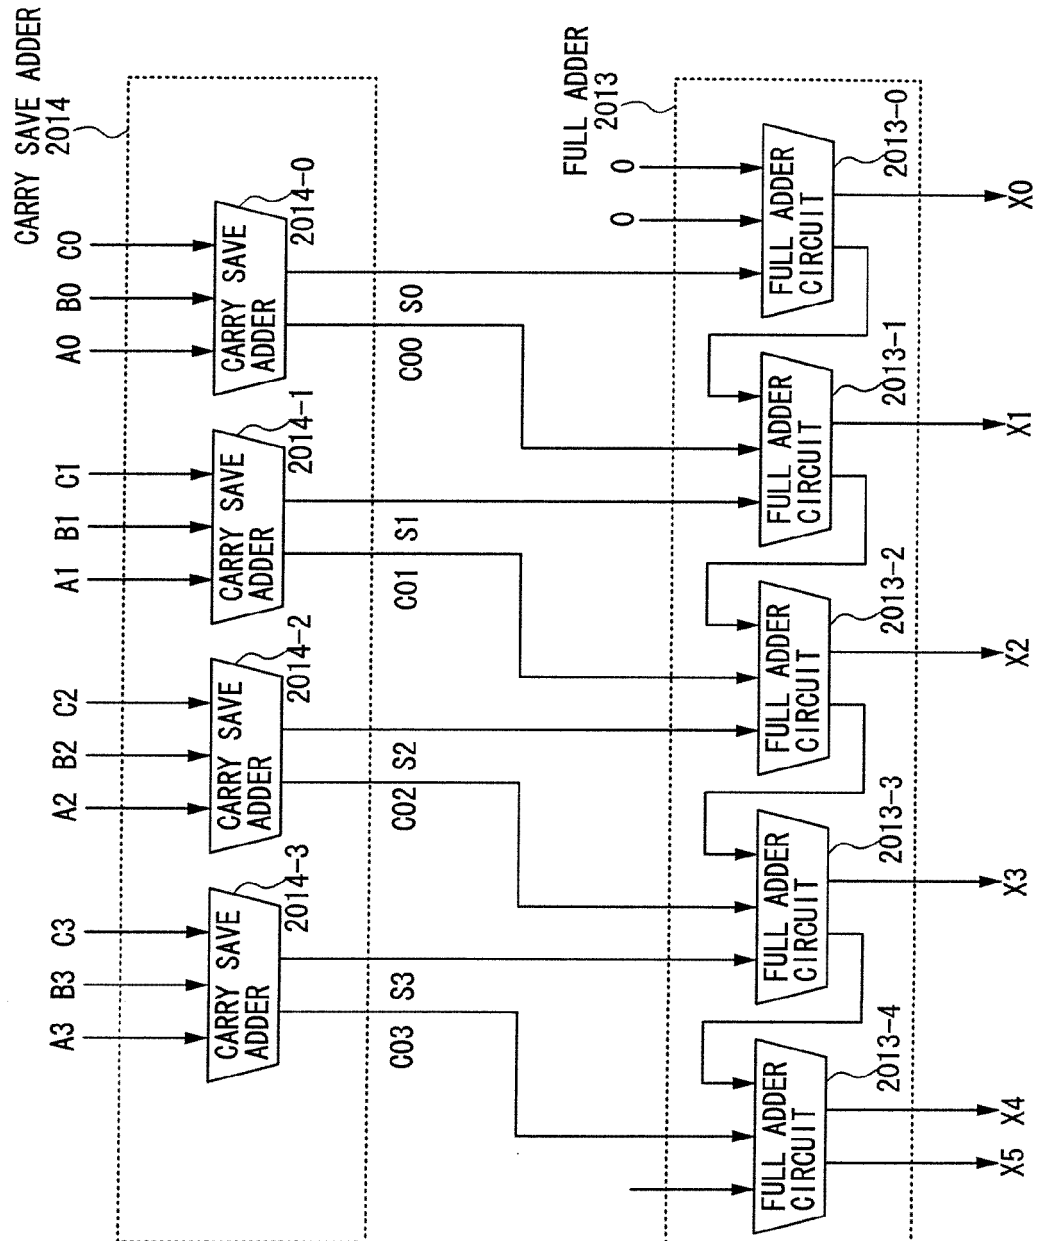 CARRY SAVE ADDER
2014
A3
B3
C3
A2
B2
C2
A1
B1
C1
A0
B0
C0
CARRY SAVE
ADDER
2014-3
CARRY SAVE
ADDER
2014-2
CARRY SAVE
ADDER
2014-1
CARRY SAVE
ADDER
2014-0
C03
S3
C02
S2
C01
S1
C00
S0
FULL ADDER
2013
0
0
FULL ADDER
CIRCUIT
2013-4
FULL ADDER
CIRCUIT
2013-3
FULL ADDER
CIRCUIT
2013-2
FULL ADDER
CIRCUIT
2013-1
FULL ADDER
CIRCUIT
2013-0
X5
X4
X3
X2
X1
X0